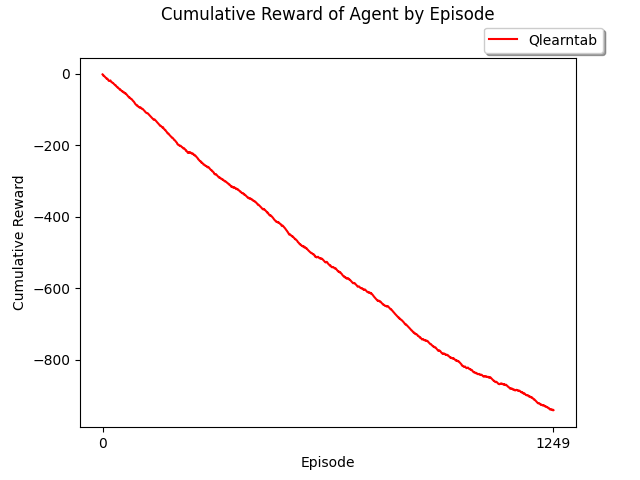 Cumulative Reward of Agent by Episode
Qlearntab
0
−200
−400
−600
−800
Cumulative Reward
0
1249
Episode